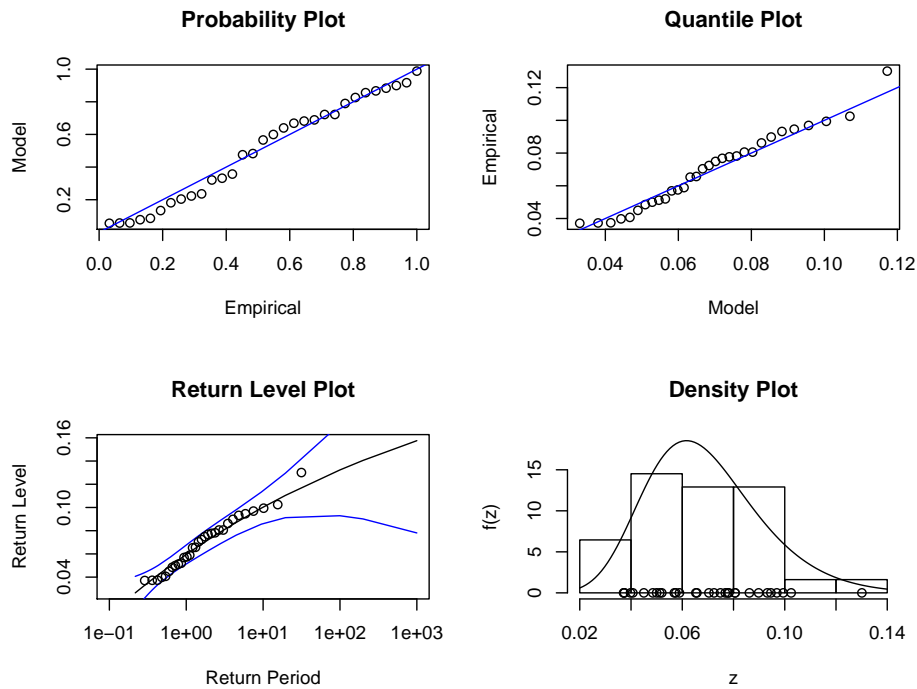 Probability Plot
Model
0.2 0.6 1.0
0.0 0.2 0.4 0.6 0.8 1.0
Empirical
Quantile Plot
Empirical
0.04 0.08 0.12
0.04 0.06 0.08 0.10 0.12
Model
Return Level Plot
Return Level
0.04 0.10 0.16
1e−01 1e+00 1e+01 1e+02 1e+03
Return Period
Density Plot
f(z)
0 5 10 15
0.02 0.06 0.10 0.14
z